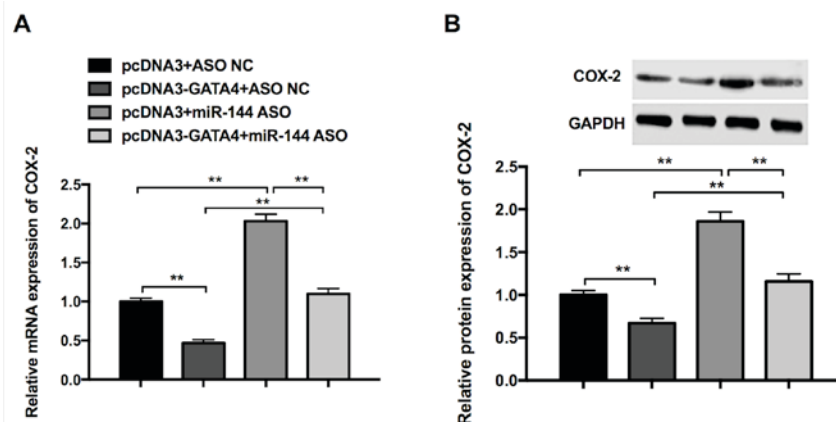 A
pcDNA3+ASO NC
pcDNA3-GATA4+ASO NC
pcDNA3+miR-144 ASO
pcDNA3-GATA4+miR-144 ASO
Relative mRNA expression of COX-2
2.5
2.0
1.5
1.0
0.5
0.0
**
**
**
**
B
COX-2
GAPDH
Relative protein expression of COX-2
2.5
2.0
1.5
1.0
0.5
0.0
**
**
**
**